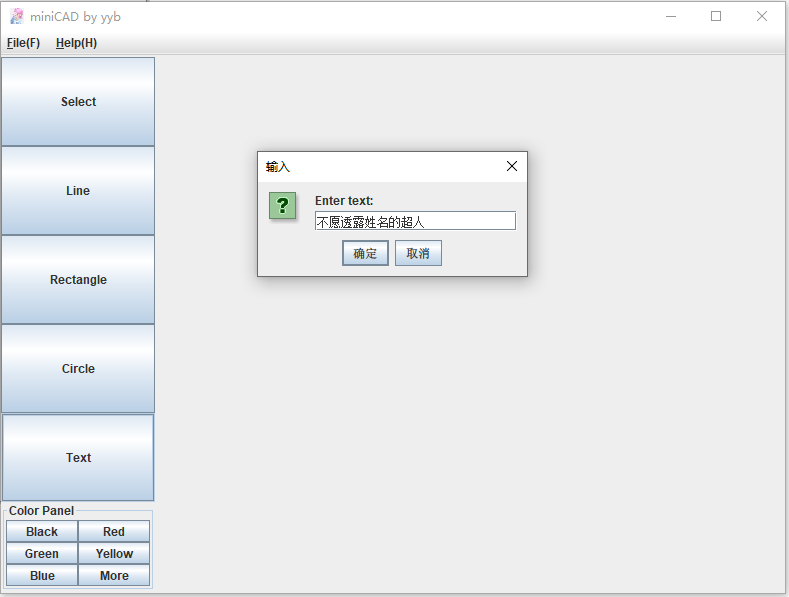 miniCAD by yyb
File(F) Help(H)
Select
Line
Rectangle
Circle
Text
Color Panel
Black Red
Green Yellow
Blue More
输入
Enter text:
不愿透露姓名的超人
确定 取消